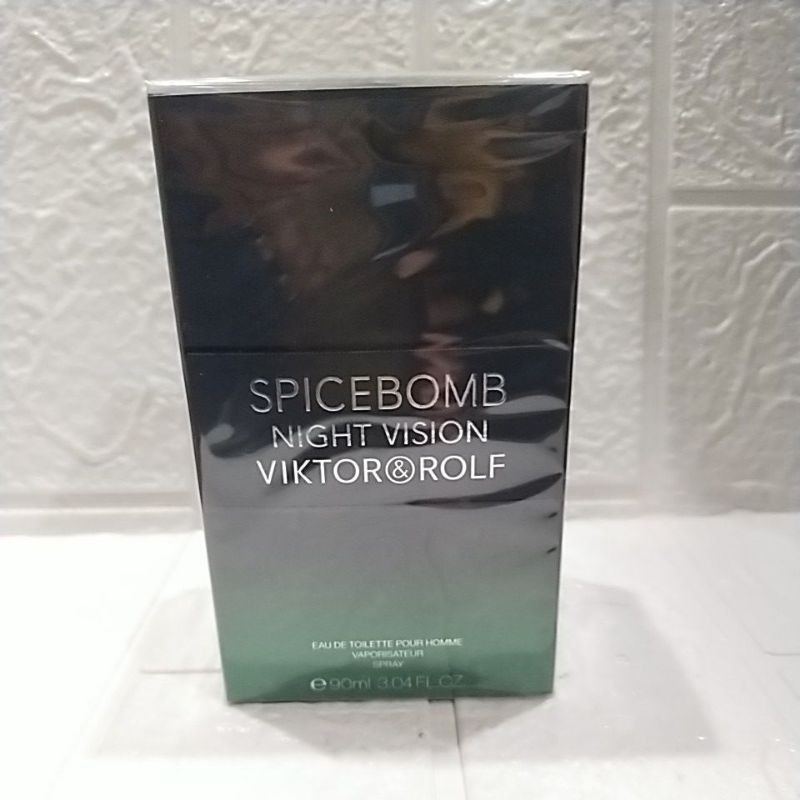 SPICEBOMB
NIGHT VISION
VIKTOR&ROLF
EAU DE TOILETTE POUR HOMME
VAPORISATEUR
SPRAY
e 90ml 3.04 FL.OZ.